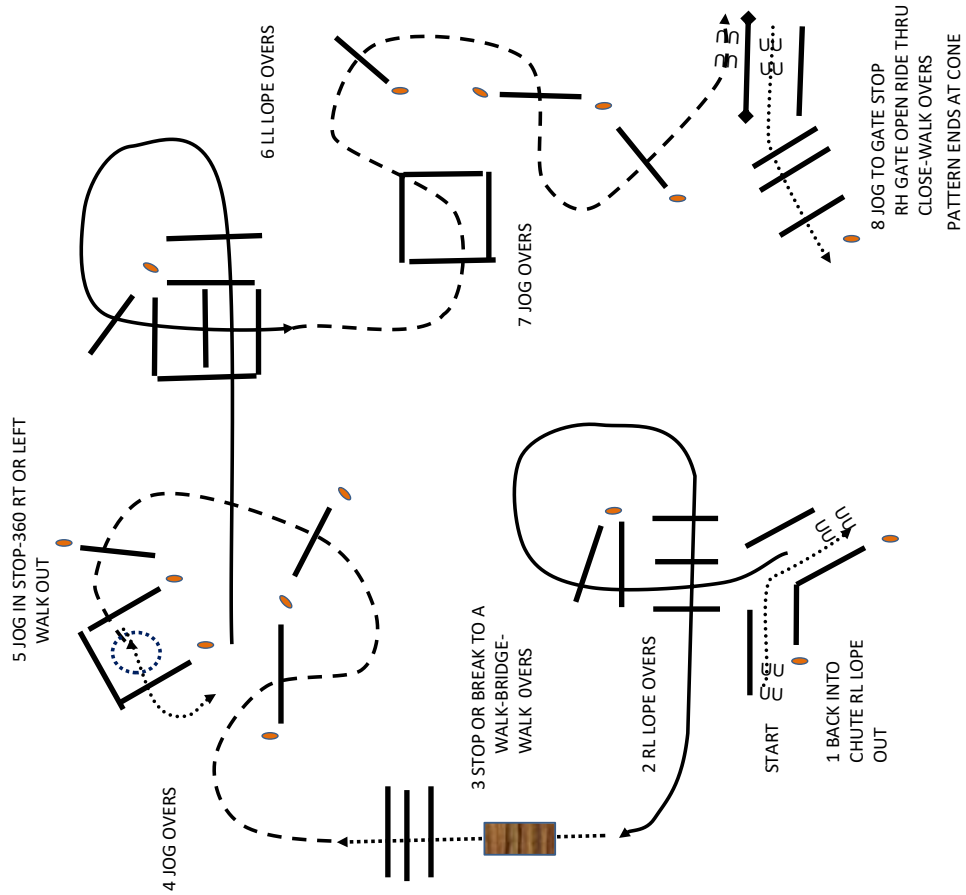 START
1 BACK INTO
CHUTE RL LOPE
OUT
2 RL LOPE OVERS
3 STOP OR BREAK TO A
WALK-BRIDGE-
WALK 0VERS
4 JOG OVERS
5 JOG IN STOP-360 RT OR LEFT
WALK OUT
6 LL LOPE OVERS
7 JOG OVERS
8 JOG TO GATE STOP
RH GATE OPEN RIDE THRU
CLOSE-WALK OVERS
PATTERN ENDS AT CONE